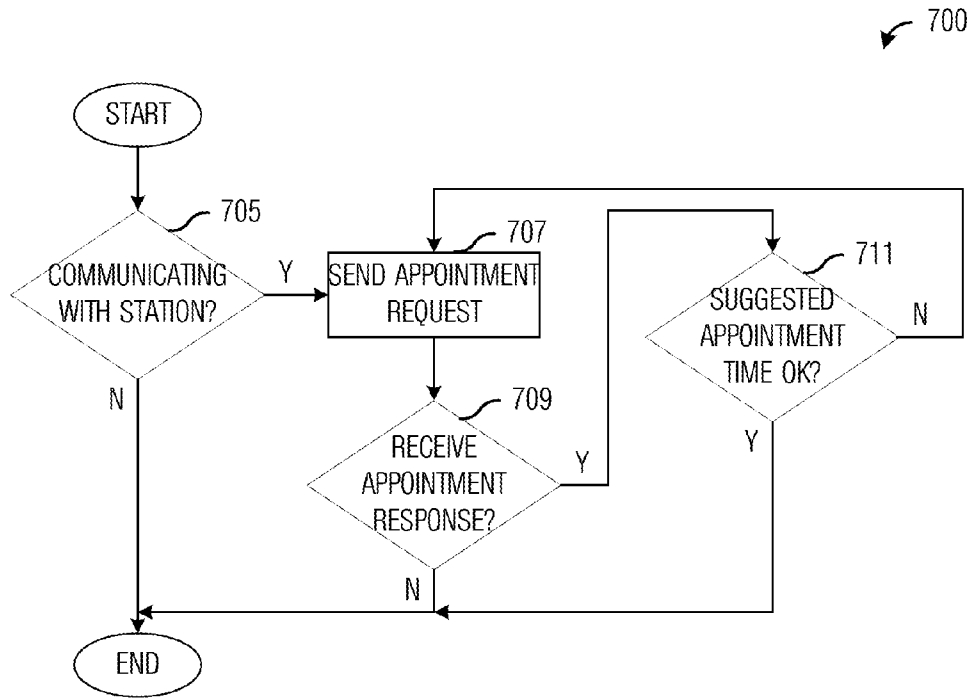 700
START
705
COMMUNICATING
WITH STATION?
Y
N
707
SEND APPOINTMENT
REQUEST
709
RECEIVE
APPOINTMENT
RESPONSE?
Y
N
711
SUGGESTED
APPOINTMENT
TIME OK?
N
Y
END